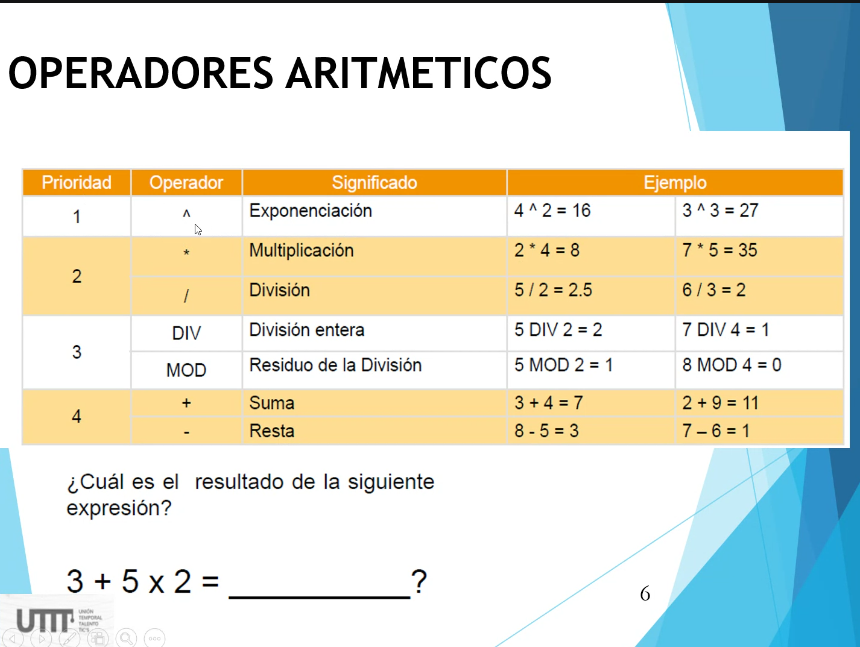 OPERADORES ARITMETICOS
Prioridad Operador Significado Ejemplo
1 ^ Exponenciación 4 ^ 2 = 16 3 ^ 3 = 27
2
* Multiplicación 2 * 4 = 8 7 * 5 = 35
/ División 5 / 2 = 2.5 6 / 3 = 2
3
DIV División entera 5 DIV 2 = 2 7 DIV 4 = 1
MOD Residuo de la División 5 MOD 2 = 1 8 MOD 4 = 0
4
+ Suma 3 + 4 = 7 2 + 9 = 11
- Resta 8 - 5 = 3 7 – 6 = 1
¿Cuál es el resultado de la siguiente
expresión?
3 + 5 x 2 = __________?
6
UTTT
UNIÓN
TEMPORAL
TALENTO